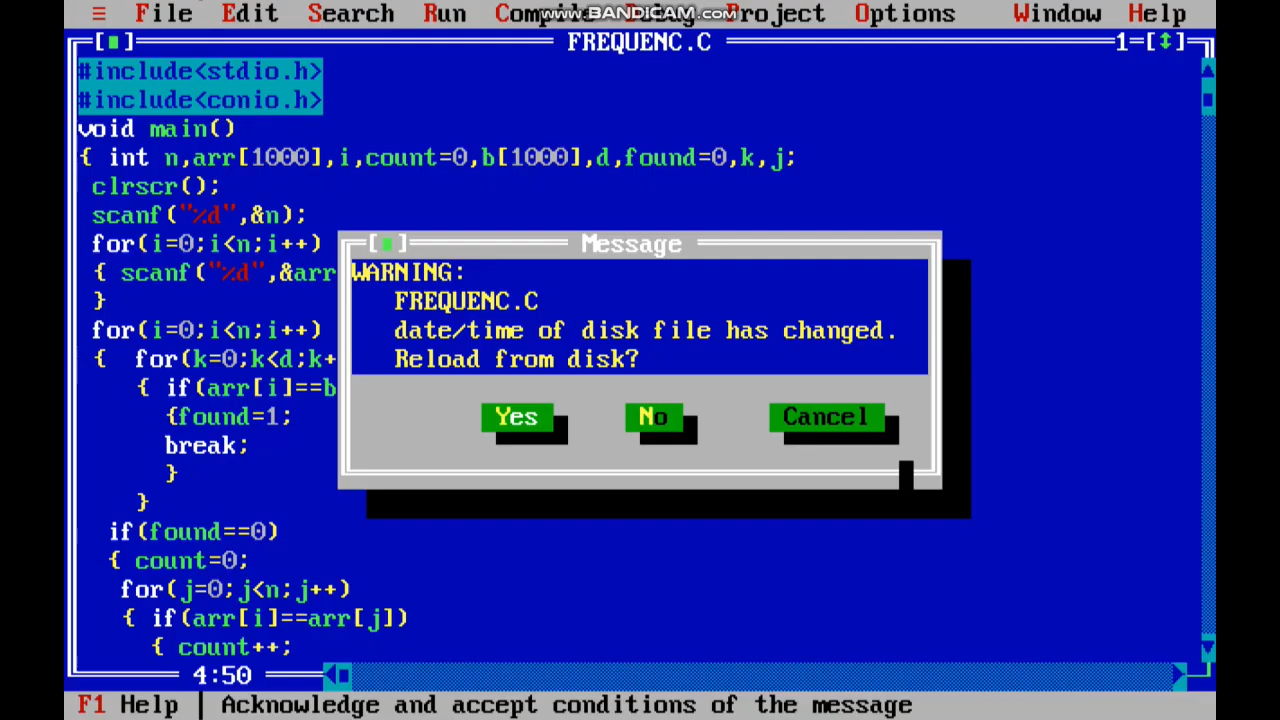 ≡ File Edit Search Run Compile Debug Project Options Window Help
www.BANDICAM.com
[■] FREQUENC.C 1=[↕]
#include<stdio.h>
#include<conio.h>
void main()
{ int n,arr[1000],i,count=0,b[1000],d,found=0,k,j;
clrscr();
scanf("%d",&n);
for(i=0;i<n;i++)
{ scanf("%d",&arr
}
for(i=0;i<n;i++)
{ for(k=0;k<d;k+
{ if(arr[i]==b
{found=1;
break;
}
}
if(found==0)
{ count=0;
for(j=0;j<n;j++)
{ if(arr[i]==arr[j])
{ count++;
[■] Message
WARNING:
FREQUENC.C
date/time of disk file has changed.
Reload from disk?
Yes No Cancel
4:50
F1 Help | Acknowledge and accept conditions of the message